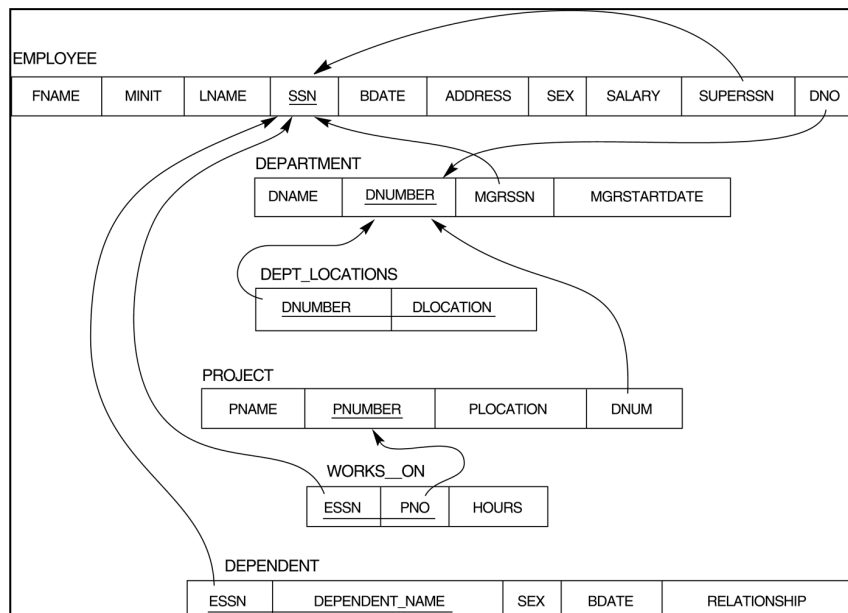 EMPLOYEE
FNAME MINIT LNAME SSN BDATE ADDRESS SEX SALARY SUPERSSN DNO
DEPARTMENT
DNAME DNUMBER MGRSSN MGRSTARTDATE
DEPT_LOCATIONS
DNUMBER DLOCATION
PROJECT
PNAME PNUMBER PLOCATION DNUM
WORKS__ON
ESSN PNO HOURS
DEPENDENT
ESSN DEPENDENT_NAME SEX BDATE RELATIONSHIP